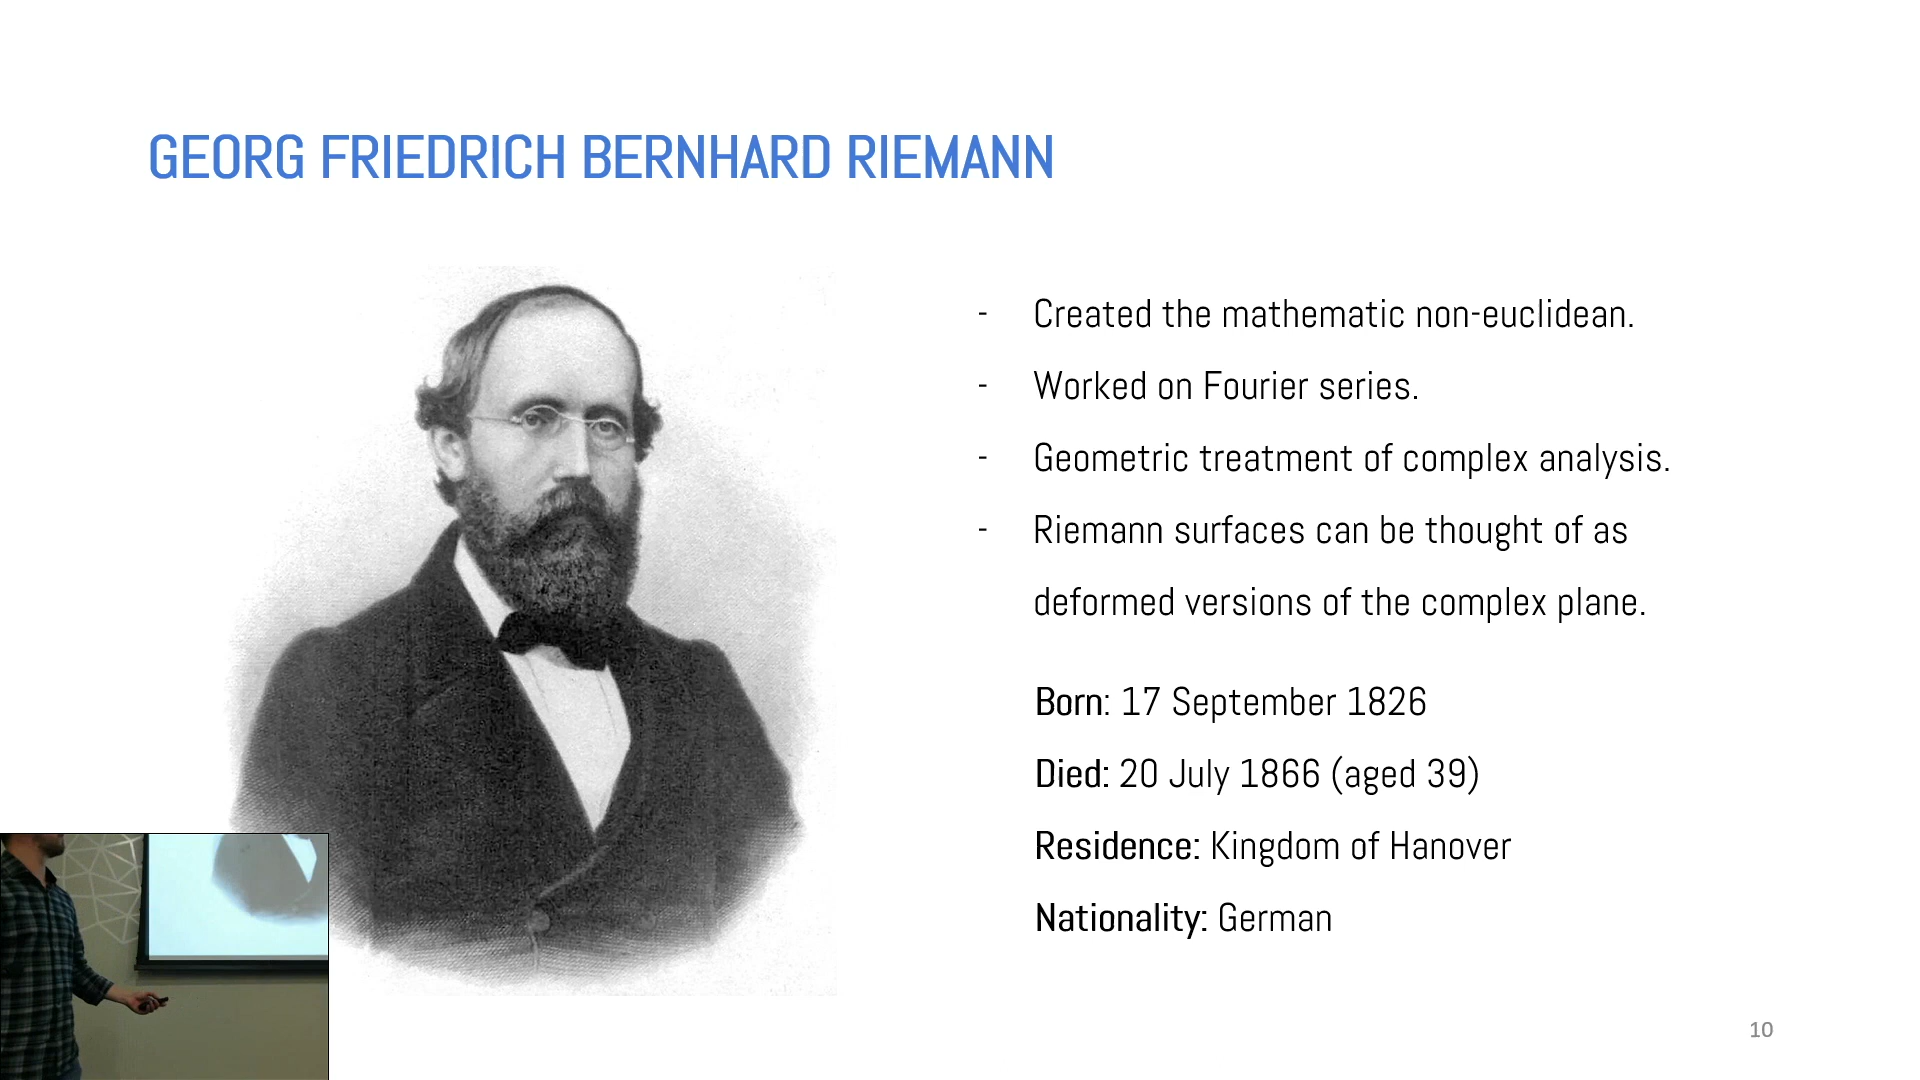 GEORG FRIEDRICH BERNHARD RIEMANN
- Created the mathematic non-euclidean.
- Worked on Fourier series.
- Geometric treatment of complex analysis.
- Riemann surfaces can be thought of as
deformed versions of the complex plane.
Born: 17 September 1826
Died: 20 July 1866 (aged 39)
Residence: Kingdom of Hanover
Nationality: German
10